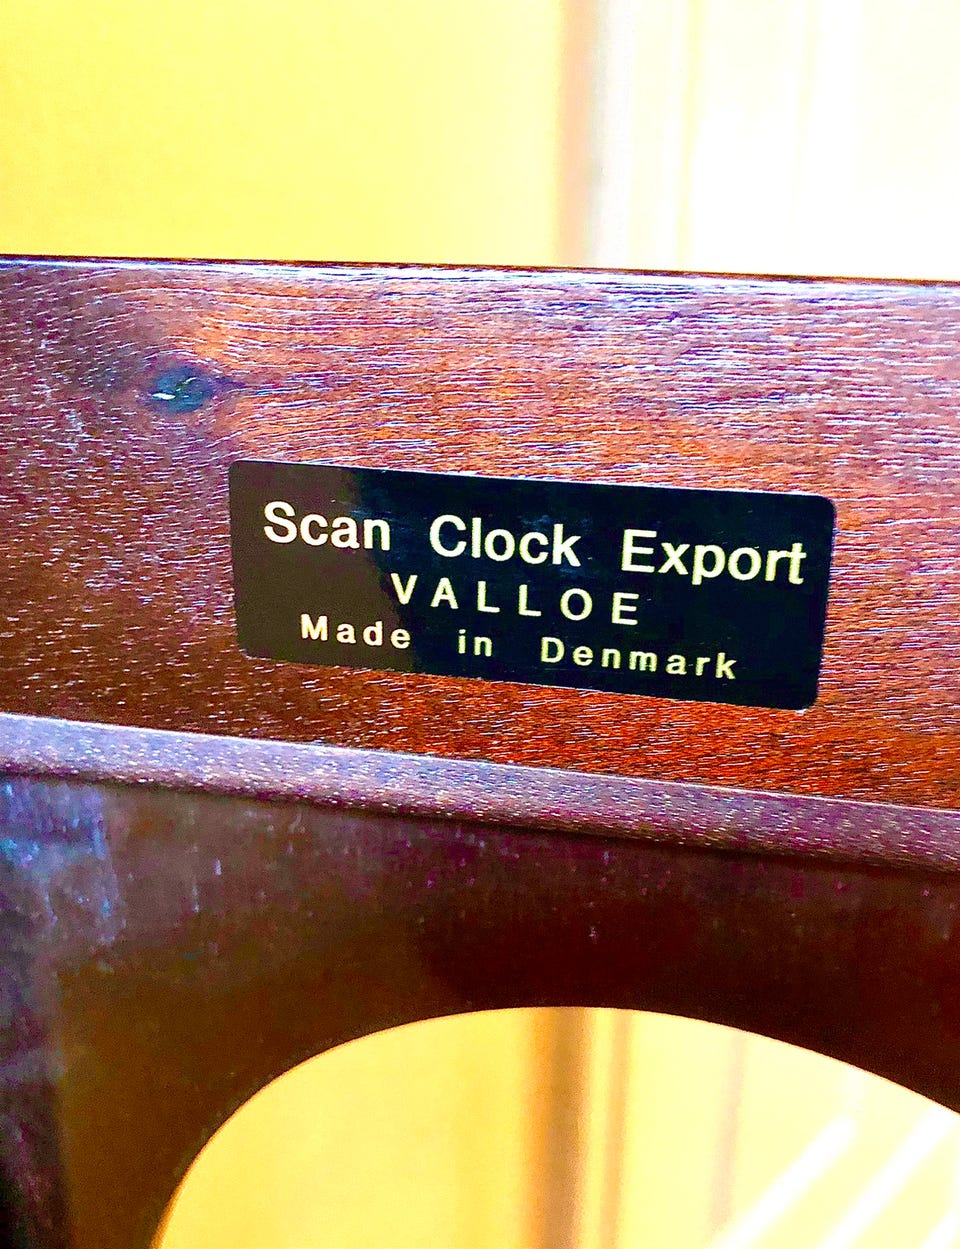 Scan Clock Export
VALLOE
Made in Denmark